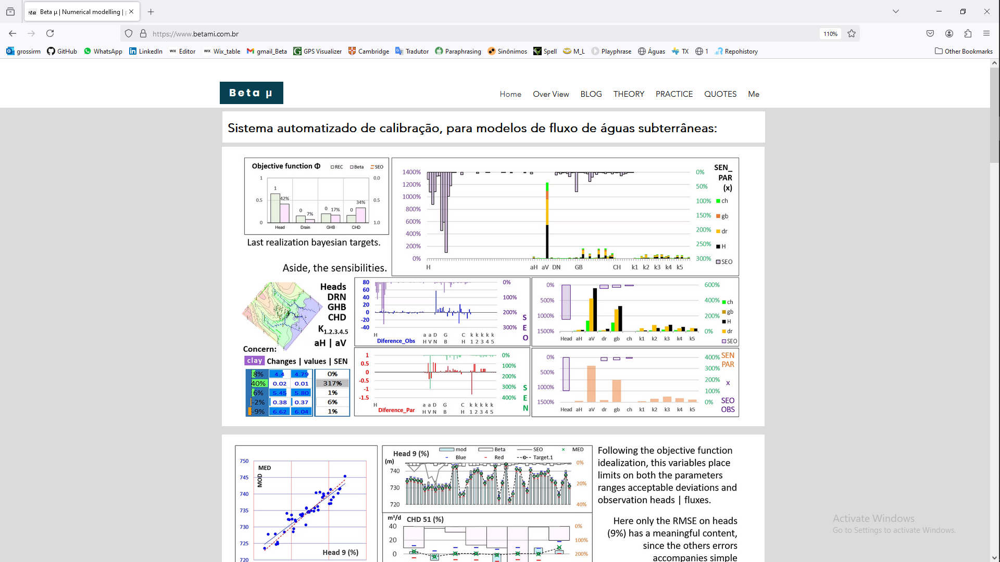 Beta μ | Numerical modelling |
https://www.betami.com.br
110%
grossirm
GitHub
WhatsApp
LinkedIn
Editor
Wix_table
gmail_Beta
GPS Visualizer
Cambridge
Tradutor
Paraphrasing
Sinônimos
Spell
M_L
Playphrase
Águas
TX
1
Repohistory
Other Bookmarks
Beta μ
Home Over View BLOG THEORY PRACTICE QUOTES Me
Sistema automatizado de calibração, para modelos de fluxo de águas subterrâneas:
Objective function Φ
REC Beta SEO
1 0.0
0.5 0.5
0 1.0
1 42% 0 7% 0 17% 0 34%
Head Drain GHB CHD
Last realization bayesian targets.
Aside, the sensibilities.
1400% 0%
1200% 50%
1000% 100%
800% 150%
600% 200%
400% 250%
200%
0% 300%
H aH aV DN GB CH k1 k2 k3 k4 k5
SEN_
PAR
(x)
ch
gb
dr
H
SEO
Heads
DRN
GHB
CHD
K1.2.3.4.5
aH | aV
Concern:
clay Changes | values | SEN
8% 4.4 4.79 0%
40% 0.02 0.01 317%
6% 5.45 5.80 1%
-2% 0.38 0.37 6%
-9% 6.62 6.04 1%
80 0%
60
40 100%
20
0 200%
-20
-40 300%
S
E
O
H a a D G C k k k k k
H V N B H 1 2 3 4 5
Diference_Obs
0% 600%
500% 400%
1000% 200%
1500% 0%
Head aH aV dr gb ch k1 k2 k3 k4 k5
ch
gb
H
dr
SEO
1 0%
0.5 100%
0 200%
-0.5
-1 300%
-1.5 400%
S
E
N
H a a D G C k k k k k
H V N B H 1 2 3 4 5
Diference_Par
0% 400%
500% 300%
200%
1000% 100%
1500% 0%
Head aH aV dr gb ch k1 k2 k3 k4 k5
SEN
PAR
x
SEO
OBS
750
745
740
735
730
725
720
MED
MOD
Head 9 (%)
Head 9 (%)
(m)
mod Beta SEO MED
Blue Red Target.1
740 0%
730 20%
720 40%
m³/d CHD 51 (%)
40 0%
20 100%
0 200%
Following the objective function
idealization, this variables place
limits on both the parameters
ranges acceptable deviations and
observation heads | fluxes.
Here only the RMSE on heads
(9%) has a meaningful content,
since the others errors
accompanies simple
Activate Windows
Go to Settings to activate Windows.